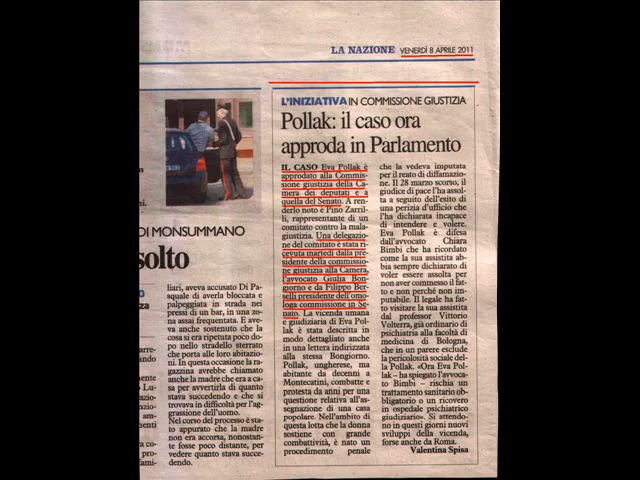 LA NAZIONE VENERDÌ 8 APRILE 2011
L'INIZIATIVA IN COMMISSIONE GIUSTIZIA
Pollak: il caso ora
approda in Parlamento
IL CASO Eva Pollak è
approdato alla Commis-
sione giustizia della Ca-
mera dei deputati e a
quella del Senato. A ren-
derlo noto è Pino Zarril-
li, rappresentante di un
comitato contro la mala-
giustizia. Una delegazio-
ne del comitato è stata ri-
cevuta martedì dalla pre-
sidente della commissione
giustizia alla Camera,
l'avvocato Giulia Bon-
giorno e da Filippo Ber-
selli presidente dell'omo-
loga commissione in Se-
nato. La vicenda umana
e giudiziaria di Eva Pol-
lak è stata descritta in
modo dettagliato anche
in una lettera indirizzata
alla stessa Bongiorno.
Pollak, ungherese, ma
abitante da decenni a
Montecatini, combatte e
protesta da anni per una
questione relativa all'as-
segnazione di una casa
popolare. Nell'ambito di
questa lotta che la donna
sostiene con grande
combattività, è nato un
procedimento penale
che la vedeva imputata
per il reato di diffamazio-
ne. Il 28 marzo scorso, il
giudice di pace l'ha assol-
ta a seguito dell'esito di
una perizia d'ufficio che
l'ha dichiarata incapace
di intendere e volere.
Eva Pollak è difesa
dall'avvocato Chiara
Bimbi che ha ricordato
come la sua assistita ab-
bia sempre dichiarato di
voler essere assolta per
non aver commesso il fat-
to e non perché non im-
putabile. Il legale ha fat-
to visitare la sua assistita
dal professor Vittorio
Volterra, già ordinario di
psichiatria alla facoltà di
medicina di Bologna,
che in un parere esclude
la pericolosità sociale del-
la Pollak. «Ora Eva Pol-
lak – ha spiegato l'avvoca-
to Bimbi – rischia un
trattamento sanitario ob-
bligatorio o un ricovero
in ospedale psichiatrico
giudiziario». Si attendo-
no in questi giorni nuovi
sviluppi della vicenda,
forse anche da Roma.
Valentina Spisa
DI MONSUMMANO
solto
liari, aveva accusato Di Pa-
squale di averla bloccata e
palpeggiata in strada nei
pressi di un bar, in una zo-
na assai frequentata. E ave-
va anche sostenuto che la
cosa si era ripetuta poco do-
po nello stradello sterrato
che porta alle loro abitazio-
ni. In questa occasione la ra-
gazzina avrebbe chiamato
anche la madre che era a ca-
sa per avvertirla di quanto
stava succedendo e che si
trovava in difficoltà per l'ag-
gressione dell'uomo.
Nel corso del processo è sta-
to appurato che la madre
non era accorsa, nonostan-
te fosse poco distante, per
vedere quanto stava succe-
dendo.